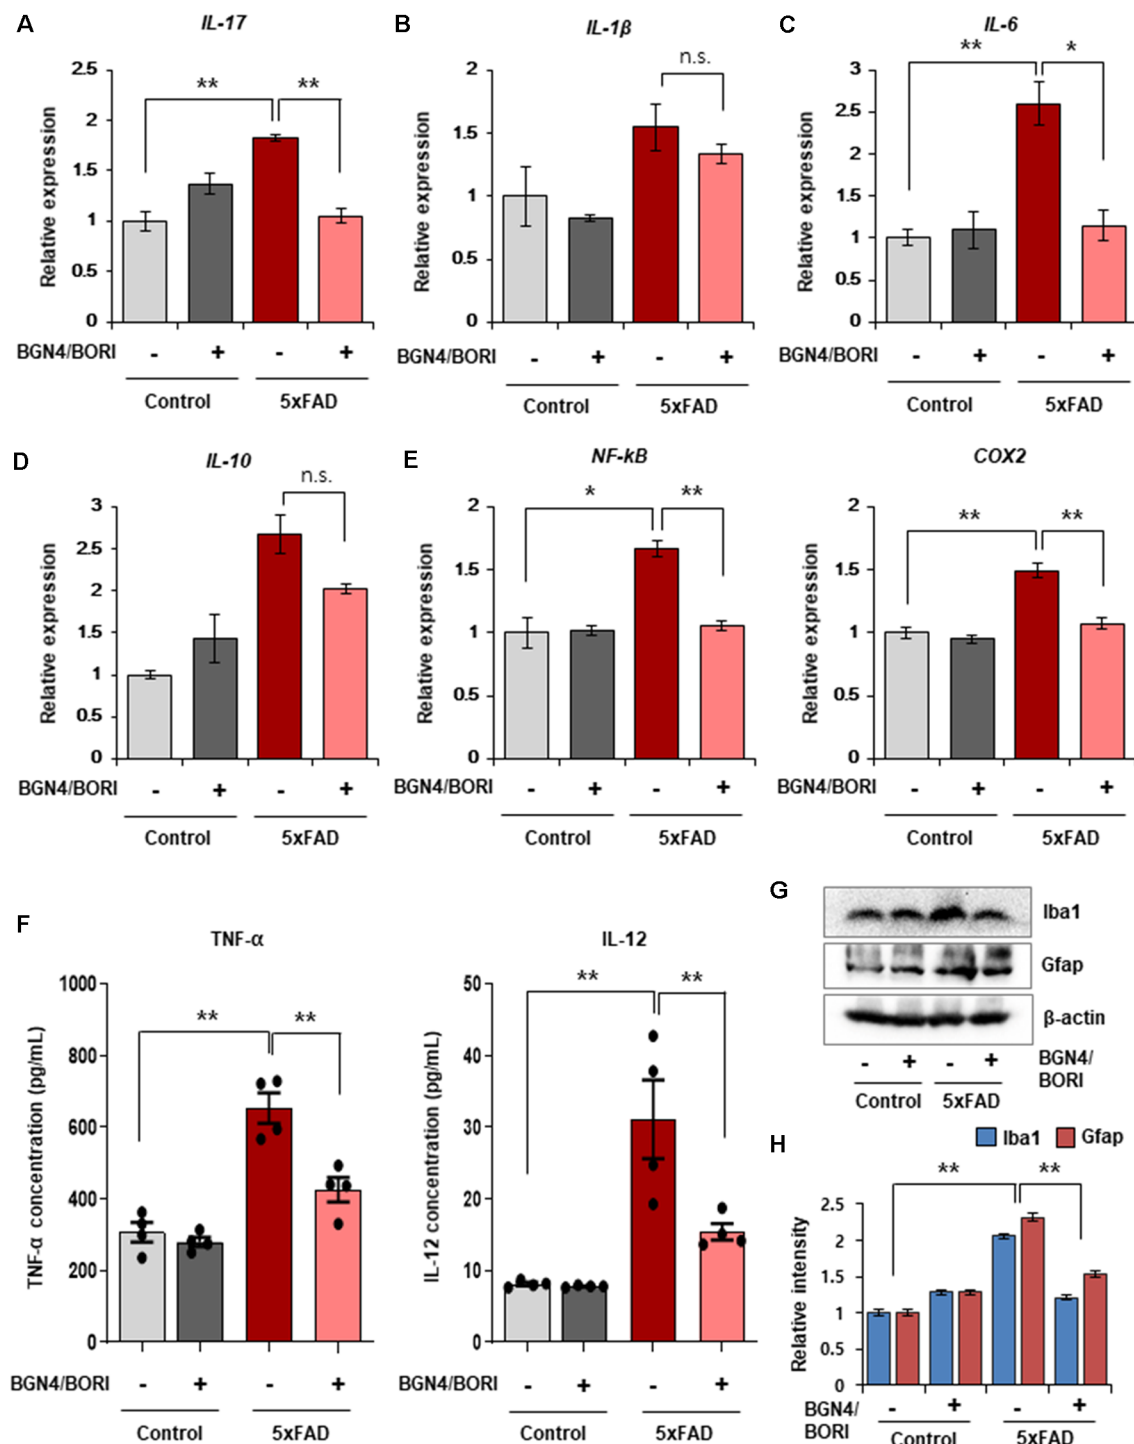 A
IL-17
Relative expression
2.5
2
1.5
1
0.5
0
** **
BGN4/BORI - + - +
Control 5xFAD
B
IL-1β
Relative expression
2
1.5
1
0.5
0
n.s.
BGN4/BORI - + - +
Control 5xFAD
C
IL-6
Relative expression
3
2.5
2
1.5
1
0.5
0
** *
BGN4/BORI - + - +
Control 5xFAD
D
IL-10
Relative expression
3
2.5
2
1.5
1
0.5
0
n.s.
BGN4/BORI - + - +
Control 5xFAD
E
NF-kB
Relative expression
2
1.5
1
0.5
0
* **
BGN4/BORI - + - +
Control 5xFAD
COX2
Relative expression
2
1.5
1
0.5
0
** **
BGN4/BORI - + - +
Control 5xFAD
F
TNF-α
TNF-α concentration (pg/mL)
1000
800
600
400
200
0
** **
BGN4/BORI - + - +
Control 5xFAD
IL-12
IL-12 concentration (pg/mL)
50
40
30
20
10
0
** **
BGN4/BORI - + - +
Control 5xFAD
G
Iba1
Gfap
β-actin
- + - + BGN4/
BORI
Control 5xFAD
H
Iba1 Gfap
Relative intensity
2.5
2
1.5
1
0.5
0
** **
BGN4/ - + - +
BORI
Control 5xFAD